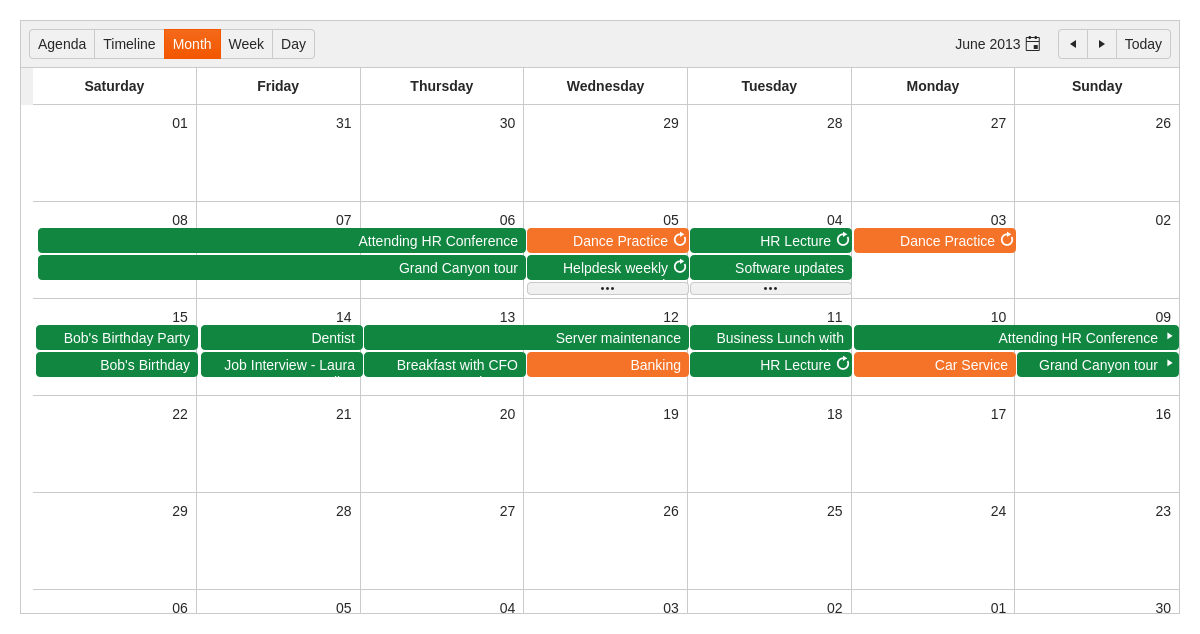 Agenda Timeline Month Week Day June 2013 Today
Saturday Friday Thursday Wednesday Tuesday Monday Sunday
01 31 30 29 28 27 26
08 07 06 05 04 03 02
Attending HR Conference Dance Practice HR Lecture Dance Practice
Grand Canyon tour Helpdesk weekly Software updates
•••  •••
15 14 13 12 11 10 09
Bob's Birthday Party Dentist Server maintenance Business Lunch with Attending HR Conference
Bob's Birthday Job Interview - Laura Breakfast with CFO Banking HR Lecture Car Service Grand Canyon tour
22 21 20 19 18 17 16
29 28 27 26 25 24 23
06 05 04 03 02 01 30